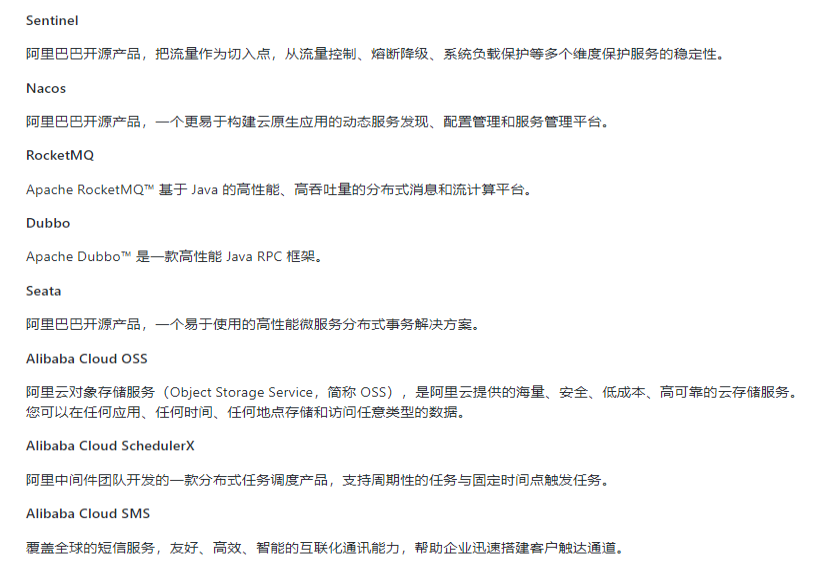 Sentinel
阿里巴巴开源产品，把流量作为切入点，从流量控制、熔断降级、系统负载保护等多个维度保护服务的稳定性。
Nacos
阿里巴巴开源产品，一个更易于构建云原生应用的动态服务发现、配置管理和服务管理平台。
RocketMQ
Apache RocketMQ™ 基于 Java 的高性能、高吞吐量的分布式消息和流计算平台。
Dubbo
Apache Dubbo™ 是一款高性能 Java RPC 框架。
Seata
阿里巴巴开源产品，一个易于使用的高性能微服务分布式事务解决方案。
Alibaba Cloud OSS
阿里云对象存储服务（Object Storage Service，简称 OSS），是阿里云提供的海量、安全、低成本、高可靠的云存储服务。
您可以在任何应用、任何时间、任何地点存储和访问任意类型的数据。
Alibaba Cloud SchedulerX
阿里中间件团队开发的一款分布式任务调度产品，支持周期性的任务与固定时间点触发任务。
Alibaba Cloud SMS
覆盖全球的短信服务，友好、高效、智能的互联化通讯能力，帮助企业迅速搭建客户触达通道。